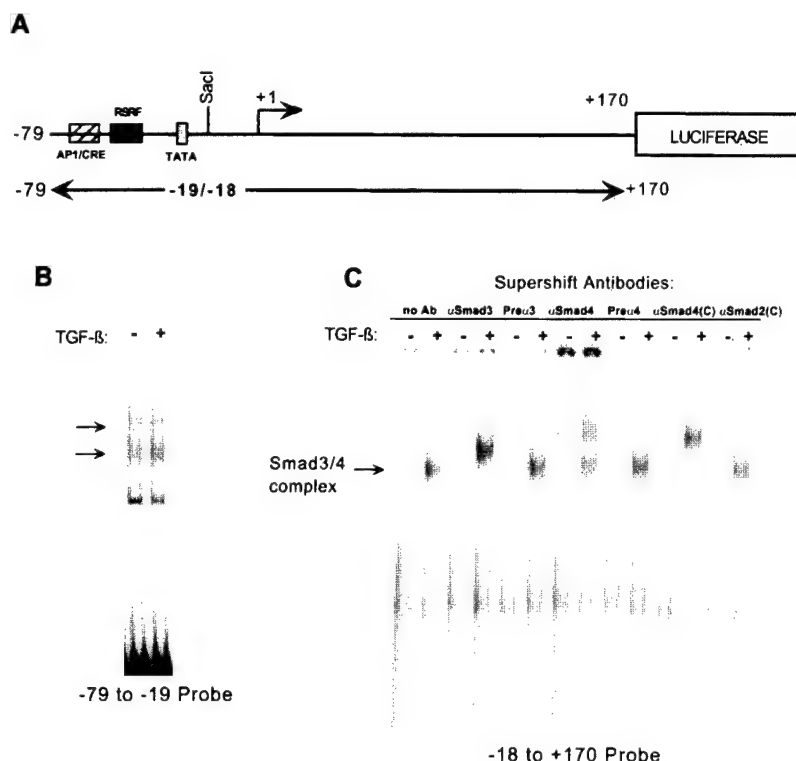 A
SacI
RSRF
+1
+170
-79
LUCIFERASE
AP1/CRE
TATA
-79
-19/-18
+170
B
TGF-ß:
-
+
-79 to -19 Probe
C
Supershift Antibodies:
no Ab αSmad3 Preα3 αSmad4 Preα4 αSmad4(C) αSmad2(C)
TGF-ß: - + - + - + - + - + - + - +
Smad3/4
complex
-18 to +170 Probe